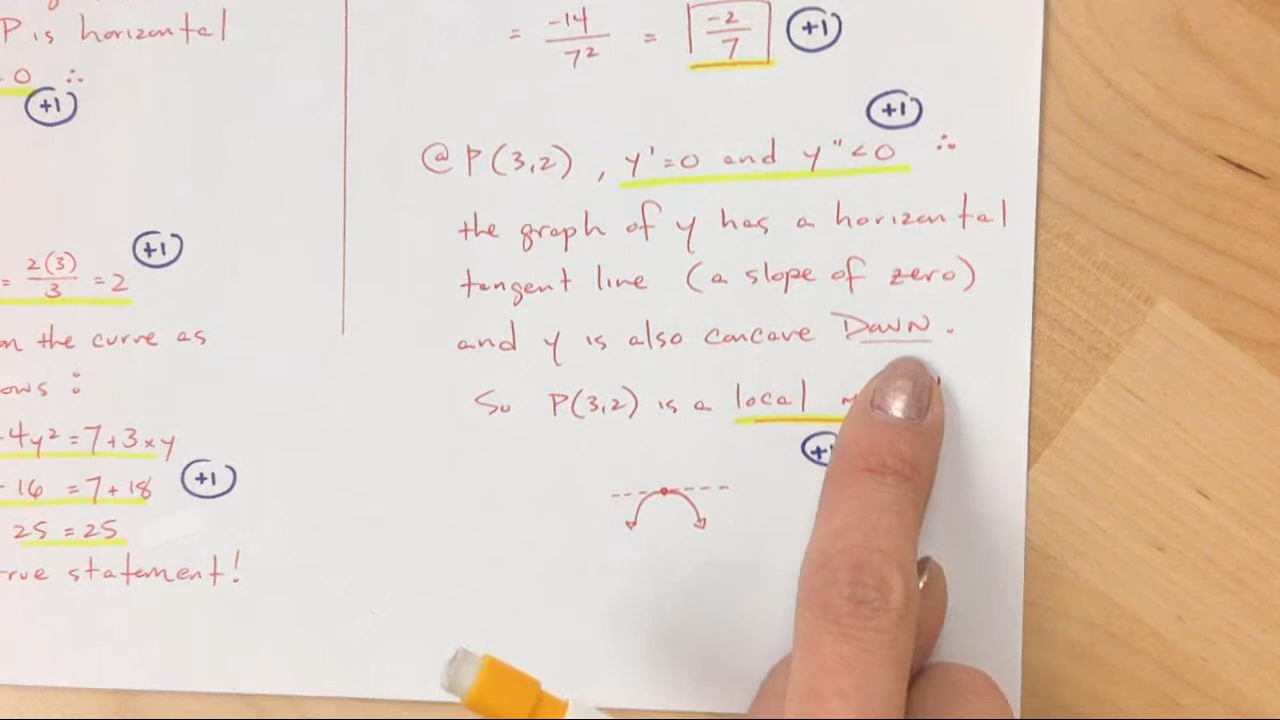 P is horizontal
0 ∴
+1
= 2(3)/3 = 2
+1
on the curve as
ows :
4y² = 7+3xy
16 = 7+18
+1
25 = 25
rue statement!
= -14/7² = -2/7
+1
+1
@ P(3,2), y'=0 and y"<0 ∴
the graph of y has a horizontal
tangent line (a slope of zero)
and y is also concave DOWN.
So P(3,2) is a local